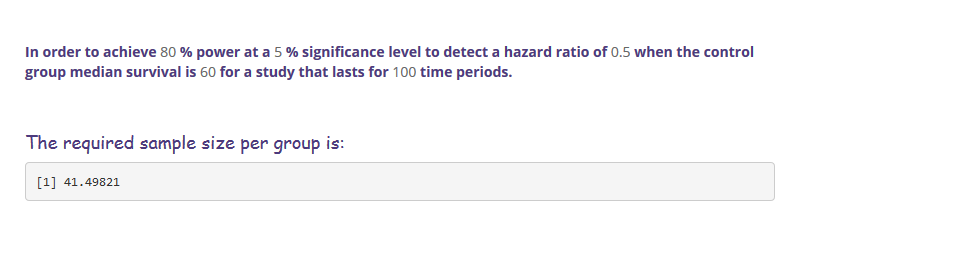 In order to achieve 80 % power at a 5 % significance level to detect a hazard ratio of 0.5 when the control
group median survival is 60 for a study that lasts for 100 time periods.
The required sample size per group is:
[1] 41.49821